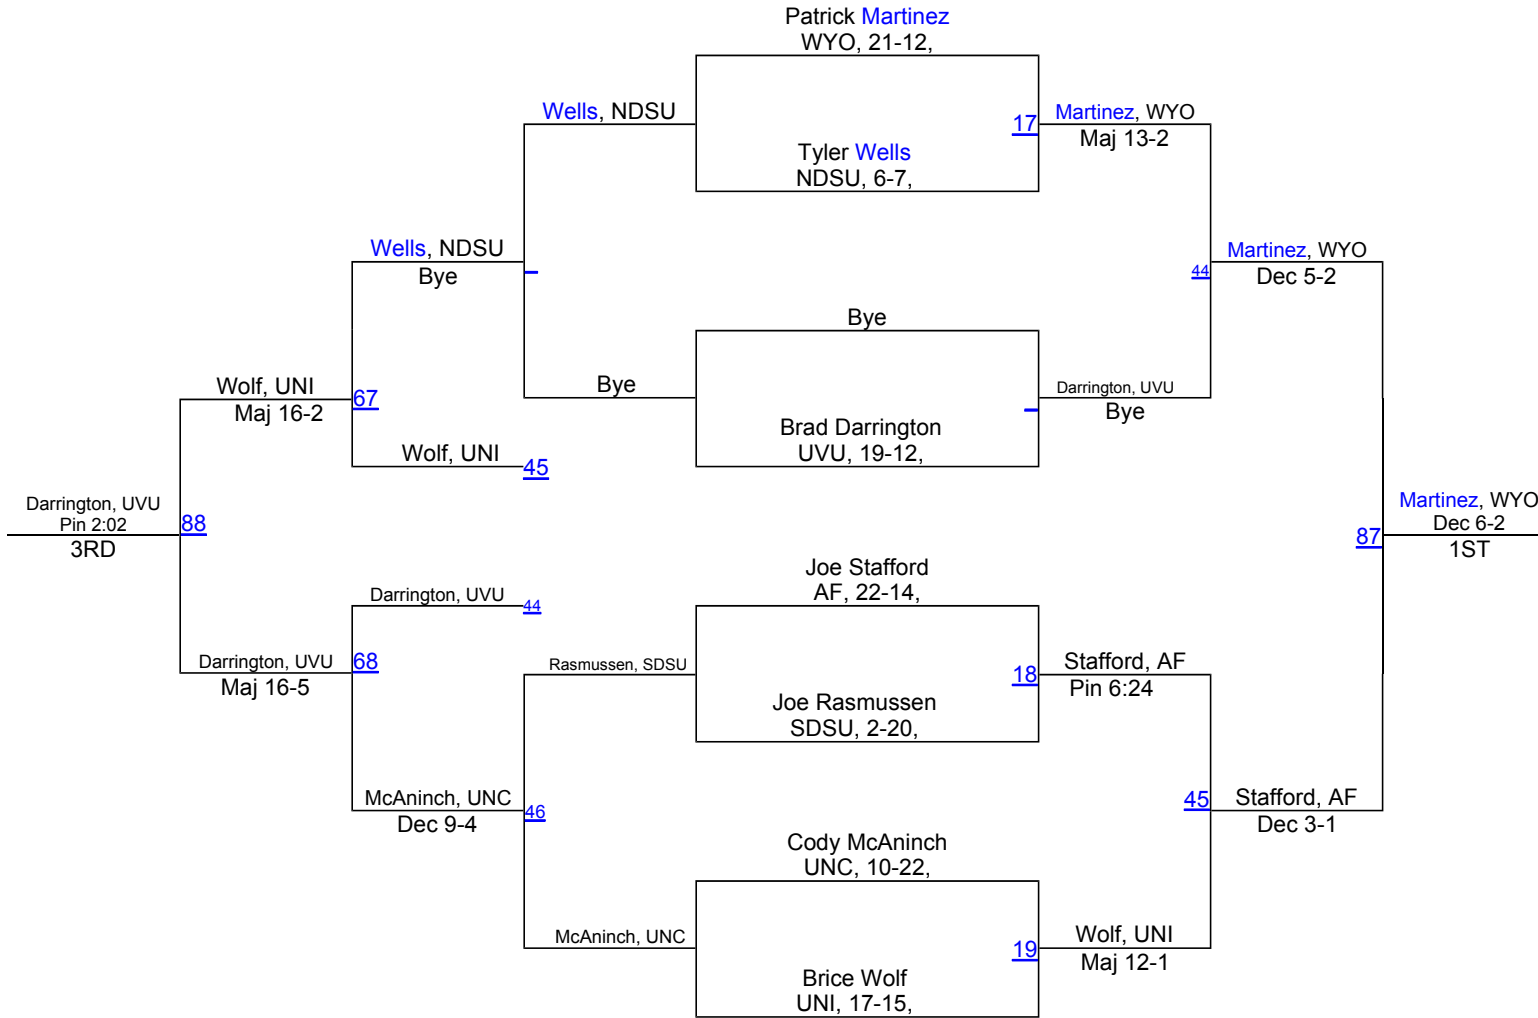 Patrick Martinez
WYO, 21-12,
Wells, NDSU
17
Martinez, WYO
Maj 13-2
Tyler Wells
NDSU, 6-7,
Wells, NDSU
Bye
44
Martinez, WYO
Dec 5-2
Bye
Wolf, UNI
Maj 16-2
67
Bye
Darrington, UVU
Bye
Brad Darrington
UVU, 19-12,
Wolf, UNI
45
Darrington, UVU
Pin 2:02
3RD
88
87
Martinez, WYO
Dec 6-2
1ST
Joe Stafford
AF, 22-14,
Darrington, UVU
44
Darrington, UVU
Maj 16-5
68
Rasmussen, SDSU
18
Stafford, AF
Pin 6:24
Joe Rasmussen
SDSU, 2-20,
McAninch, UNC
Dec 9-4
46
45
Stafford, AF
Dec 3-1
Cody McAninch
UNC, 10-22,
McAninch, UNC
19
Wolf, UNI
Maj 12-1
Brice Wolf
UNI, 17-15,